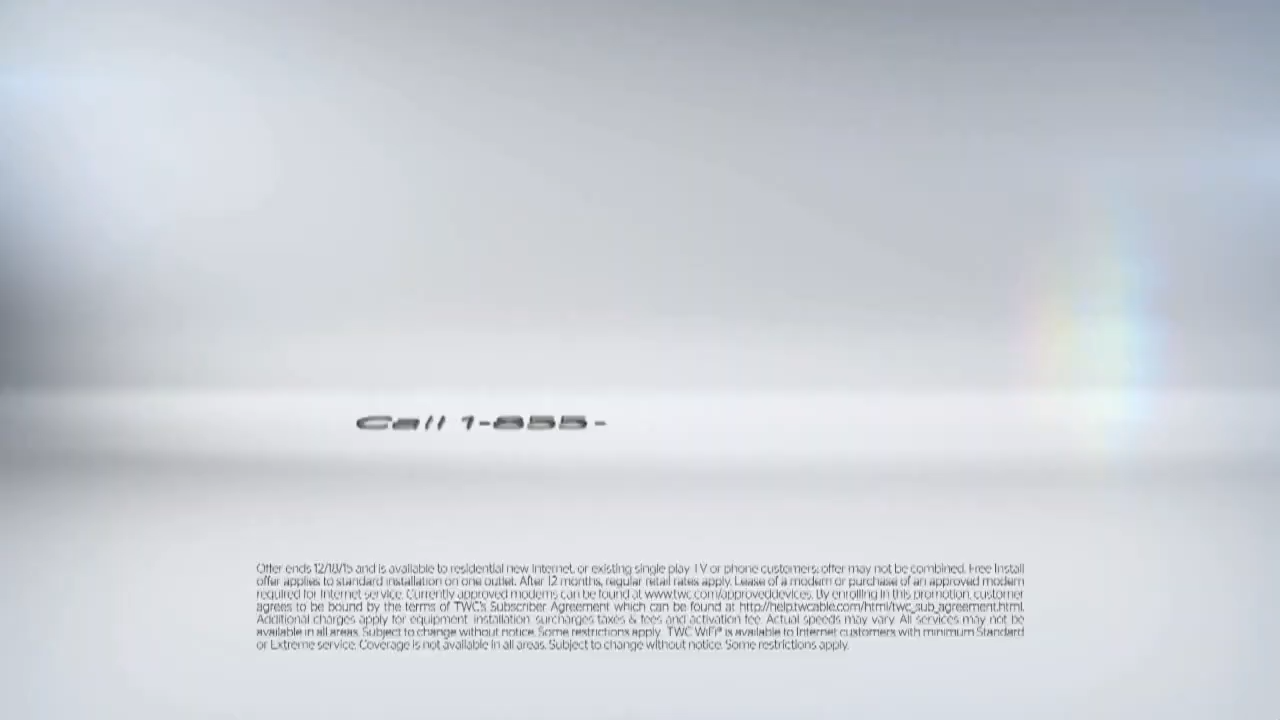 Call 1-855-
Offer ends 12/18/15 and is available to residential new Internet, or existing single play TV or phone customers; offer may not be combined. Free Install
offer applies to standard installation on one outlet. After 12 months, regular retail rates apply. Lease of a modem or purchase of an approved modem
required for Internet service. Currently approved modems can be found at www.twc.com/approveddevices. By enrolling in this promotion, customer
agrees to be bound by the terms of TWC's Subscriber Agreement which can be found at http://help.twcable.com/html/twc_sub_agreement.html.
Additional charges apply for equipment, installation, surcharges taxes & fees and activation fee. Actual speeds may vary. All services may not be
available in all areas. Subject to change without notice. Some restrictions apply. TWC WiFi® is available to Internet customers with minimum Standard
or Extreme service. Coverage is not available in all areas. Subject to change without notice. Some restrictions apply.